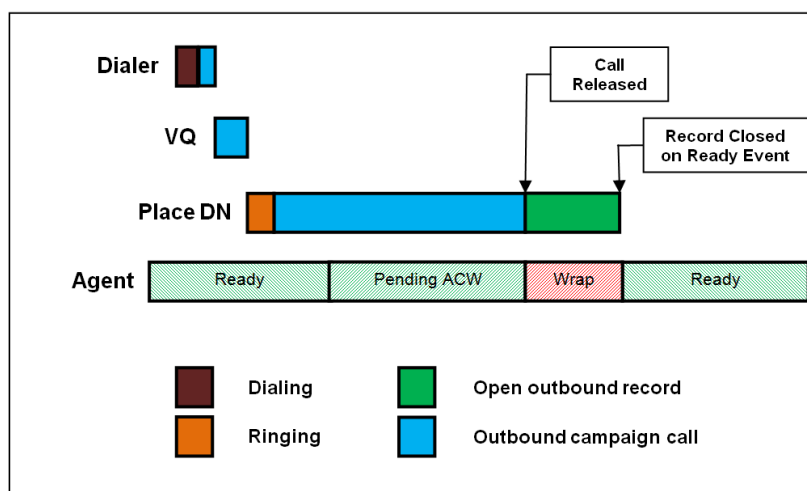 Dialer
Call
Released
VQ
Record Closed
on Ready Event
Place DN
Agent
Ready
Pending ACW
Wrap
Ready
Dialing
Open outbound record
Ringing
Outbound campaign call